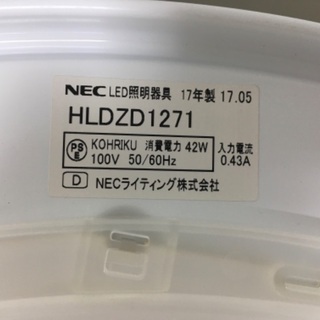 NEC LED照明器具 17年製 17.05
HLDZD1271
PSE KOHRIKU 消費電力 42W 入力電流
100V 50/60Hz 0.43A
D NECライティング株式会社